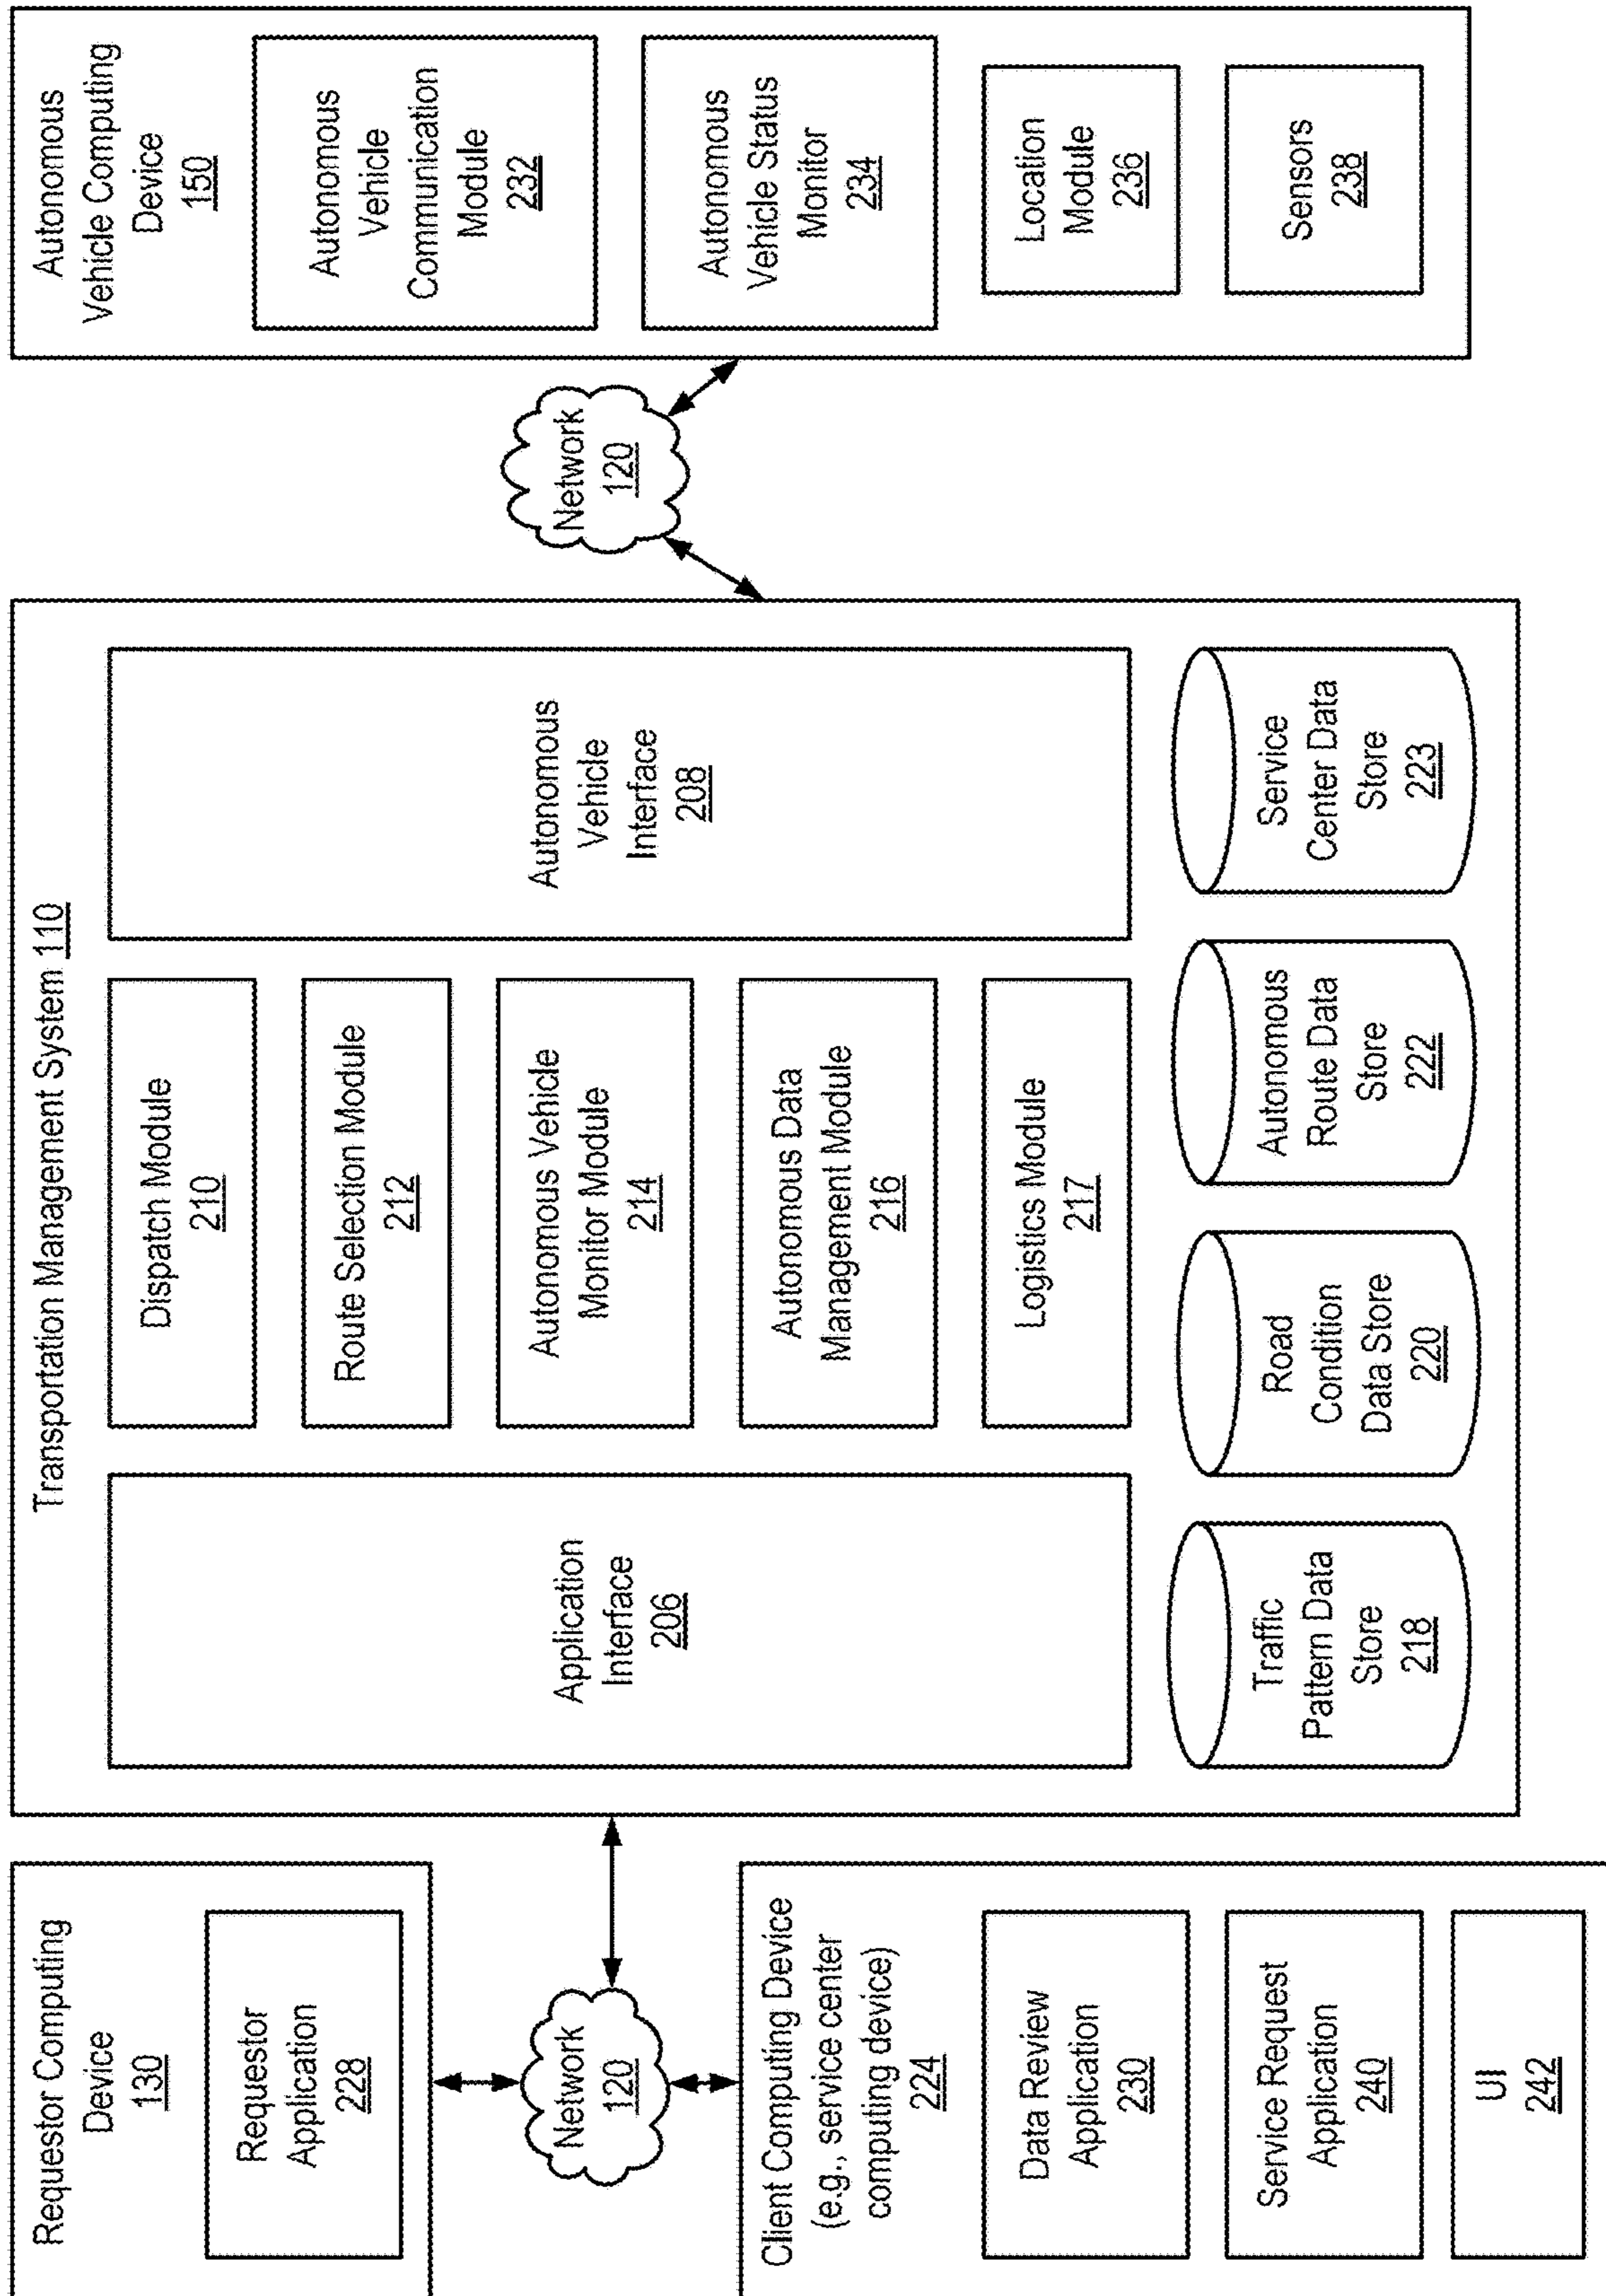 Requestor Computing
Device
130
Requestor
Application
228
Network
120
Client Computing Device
(e.g., service center
computing device)
224
Data Review
Application
230
Service Request
Application
240
UI
242
Transportation Management System 110
Application
Interface
206
Dispatch Module
210
Route Selection Module
212
Autonomous Vehicle
Monitor Module
214
Autonomous Data
Management Module
216
Logistics Module
217
Autonomous
Vehicle
Interface
208
Traffic
Pattern Data
Store
218
Road
Condition
Data Store
220
Autonomous
Route Data
Store
222
Service
Center Data
Store
223
Network
120
Autonomous
Vehicle Computing
Device
150
Autonomous
Vehicle
Communication
Module
232
Autonomous
Vehicle Status
Monitor
234
Location
Module
236
Sensors
238